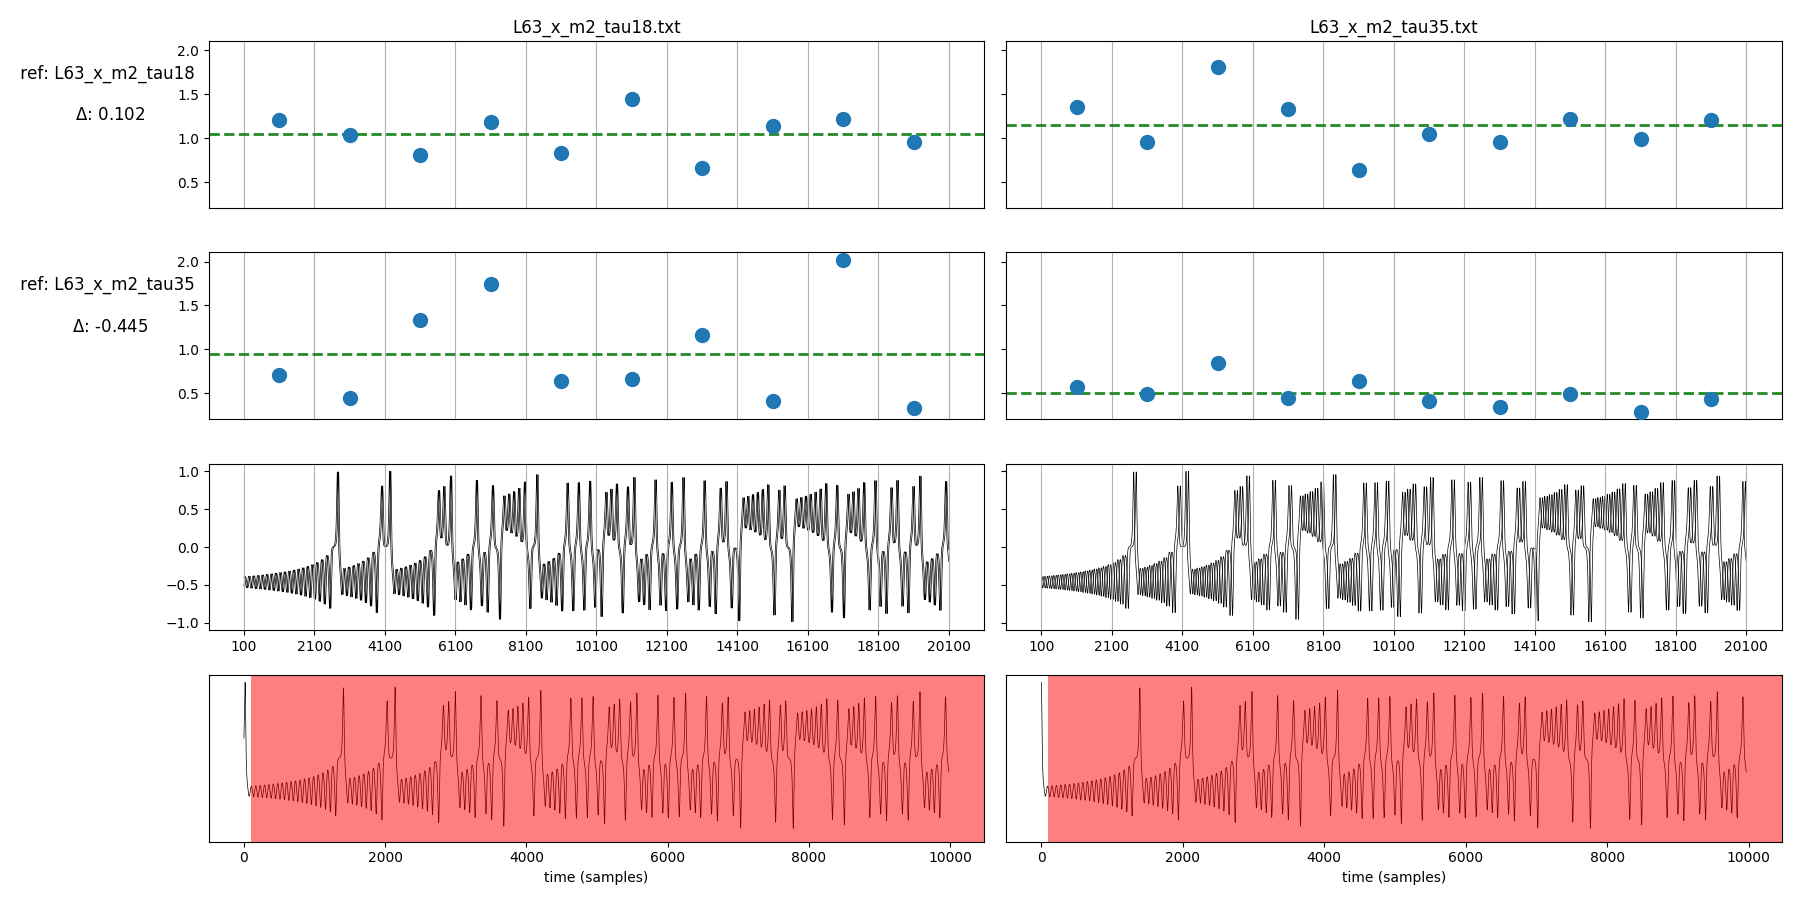 L63_x_m2_tau18.txt L63_x_m2_tau35.txt
ref: L63_x_m2_tau18
Δ: 0.102
2.0
1.5
1.0
0.5
ref: L63_x_m2_tau35
Δ: -0.445
2.0
1.5
1.0
0.5
1.0
0.5
0.0
−0.5
−1.0
100 2100 4100 6100 8100 10100 12100 14100 16100 18100 20100
100 2100 4100 6100 8100 10100 12100 14100 16100 18100 20100
0 2000 4000 6000 8000 10000
time (samples)
0 2000 4000 6000 8000 10000
time (samples)